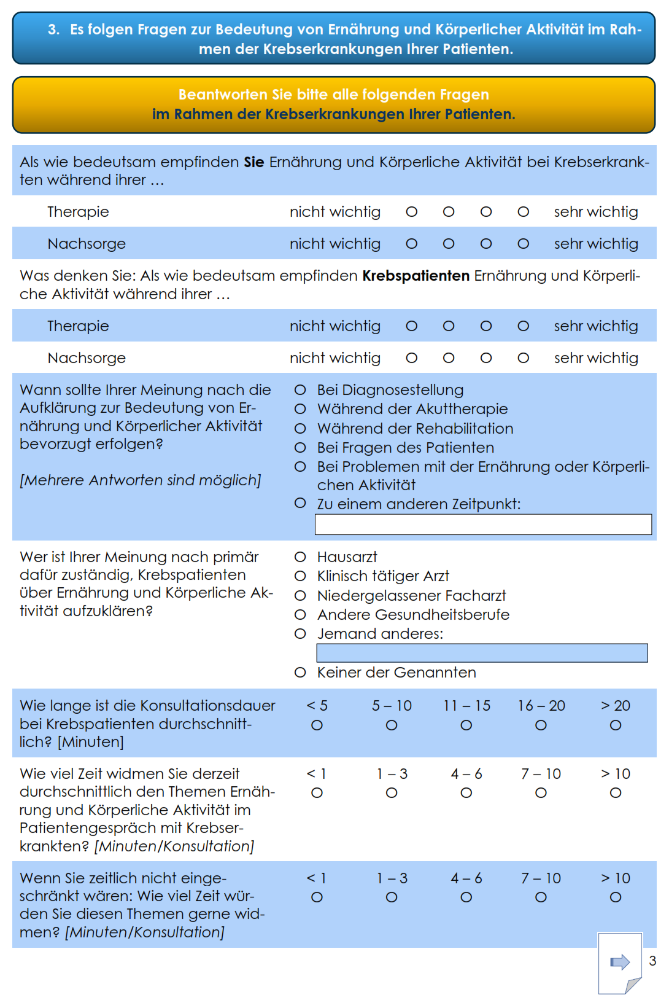 3. Es folgen Fragen zur Bedeutung von Ernährung und Körperlicher Aktivität im Rah-
men der Krebserkrankungen Ihrer Patienten.
Beantworten Sie bitte alle folgenden Fragen
im Rahmen der Krebserkrankungen Ihrer Patienten.
Als wie bedeutsam empfinden Sie Ernährung und Körperliche Aktivität bei Krebserkrank-
ten während ihrer …
Therapie nicht wichtig O O O O sehr wichtig
Nachsorge nicht wichtig O O O O sehr wichtig
Was denken Sie: Als wie bedeutsam empfinden Krebspatienten Ernährung und Körperli-
che Aktivität während ihrer …
Therapie nicht wichtig O O O O sehr wichtig
Nachsorge nicht wichtig O O O O sehr wichtig
Wann sollte Ihrer Meinung nach die
Aufklärung zur Bedeutung von Er-
nährung und Körperlicher Aktivität
bevorzugt erfolgen?
[Mehrere Antworten sind möglich]
O Bei Diagnosestellung
O Während der Akuttherapie
O Während der Rehabilitation
O Bei Fragen des Patienten
O Bei Problemen mit der Ernährung oder Körperli-
chen Aktivität
O Zu einem anderen Zeitpunkt:
Wer ist Ihrer Meinung nach primär
dafür zuständig, Krebspatienten
über Ernährung und Körperliche Ak-
tivität aufzuklären?
O Hausarzt
O Klinisch tätiger Arzt
O Niedergelassener Facharzt
O Andere Gesundheitsberufe
O Jemand anderes:
O Keiner der Genannten
Wie lange ist die Konsultationsdauer
bei Krebspatienten durchschnitt-
lich? [Minuten]
< 5 5 – 10 11 – 15 16 – 20 > 20
O O O O O
Wie viel Zeit widmen Sie derzeit
durchschnittlich den Themen Ernäh-
rung und Körperliche Aktivität im
Patientengespräch mit Krebser-
krankten? [Minuten/Konsultation]
< 1 1 – 3 4 – 6 7 – 10 > 10
O O O O O
Wenn Sie zeitlich nicht einge-
schränkt wären: Wie viel Zeit wür-
den Sie diesen Themen gerne wid-
men? [Minuten/Konsultation]
< 1 1 – 3 4 – 6 7 – 10 > 10
O O O O O
3